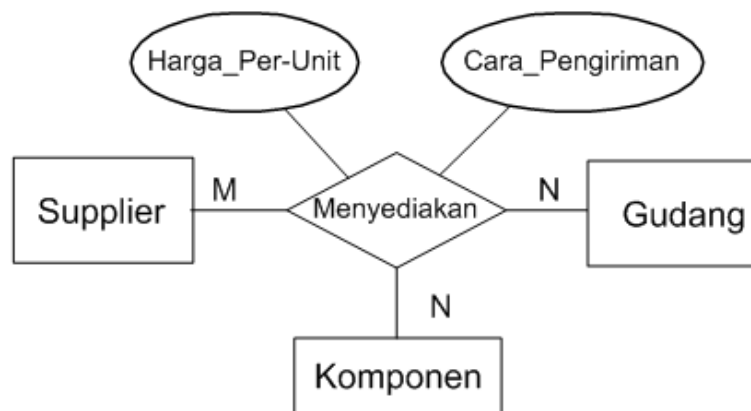 Harga_Per-Unit
Cara_Pengiriman
Supplier
M
Menyediakan
N
Gudang
N
Komponen